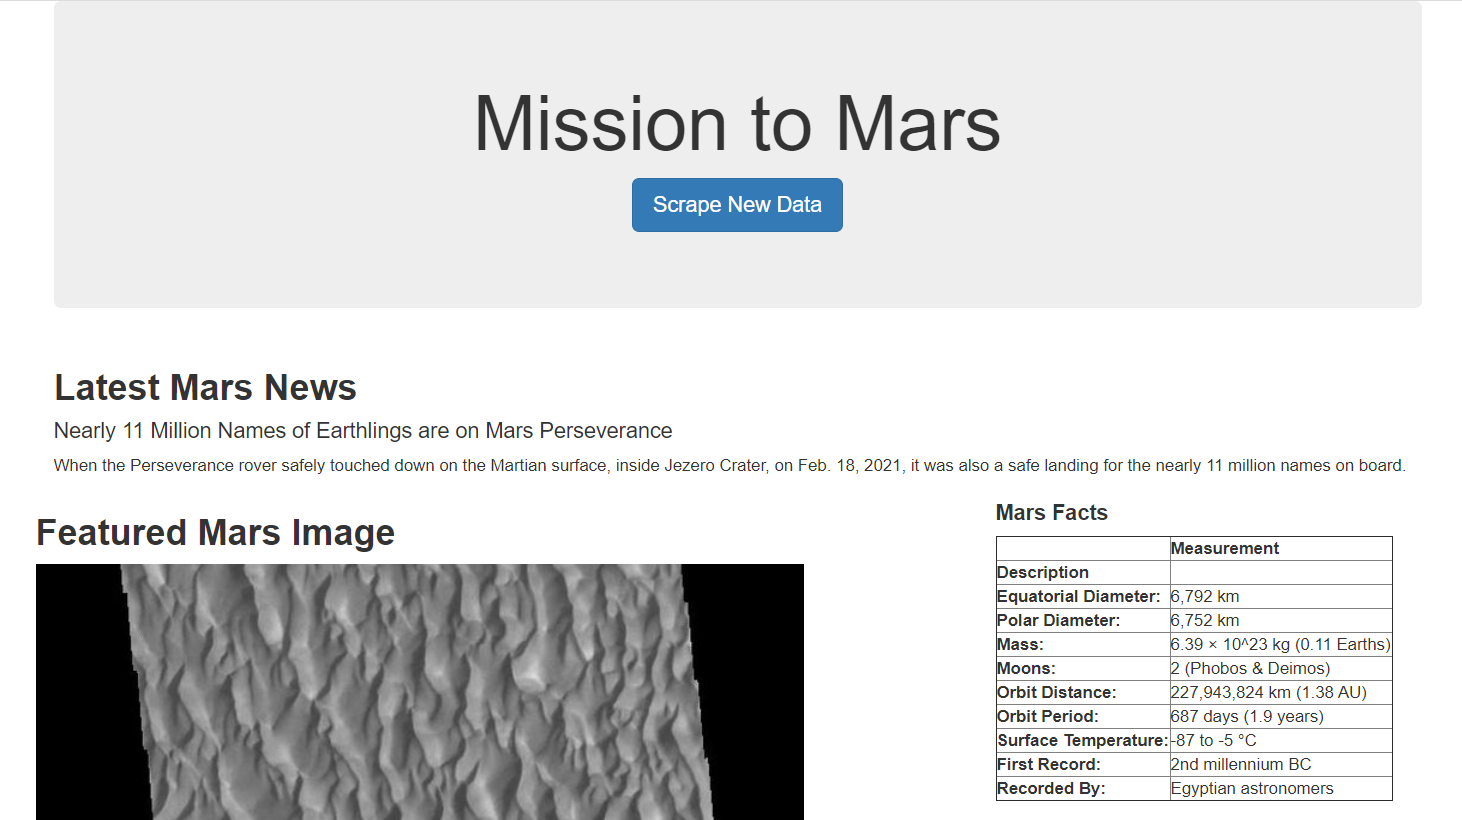 Mission to Mars
Scrape New Data
Latest Mars News
Nearly 11 Million Names of Earthlings are on Mars Perseverance
When the Perseverance rover safely touched down on the Martian surface, inside Jezero Crater, on Feb. 18, 2021, it was also a safe landing for the nearly 11 million names on board.
Featured Mars Image
Mars Facts
Measurement
Description
Equatorial Diameter: 6,792 km
Polar Diameter: 6,752 km
Mass: 6.39 × 10^23 kg (0.11 Earths)
Moons: 2 (Phobos & Deimos)
Orbit Distance: 227,943,824 km (1.38 AU)
Orbit Period: 687 days (1.9 years)
Surface Temperature: -87 to -5 °C
First Record: 2nd millennium BC
Recorded By: Egyptian astronomers